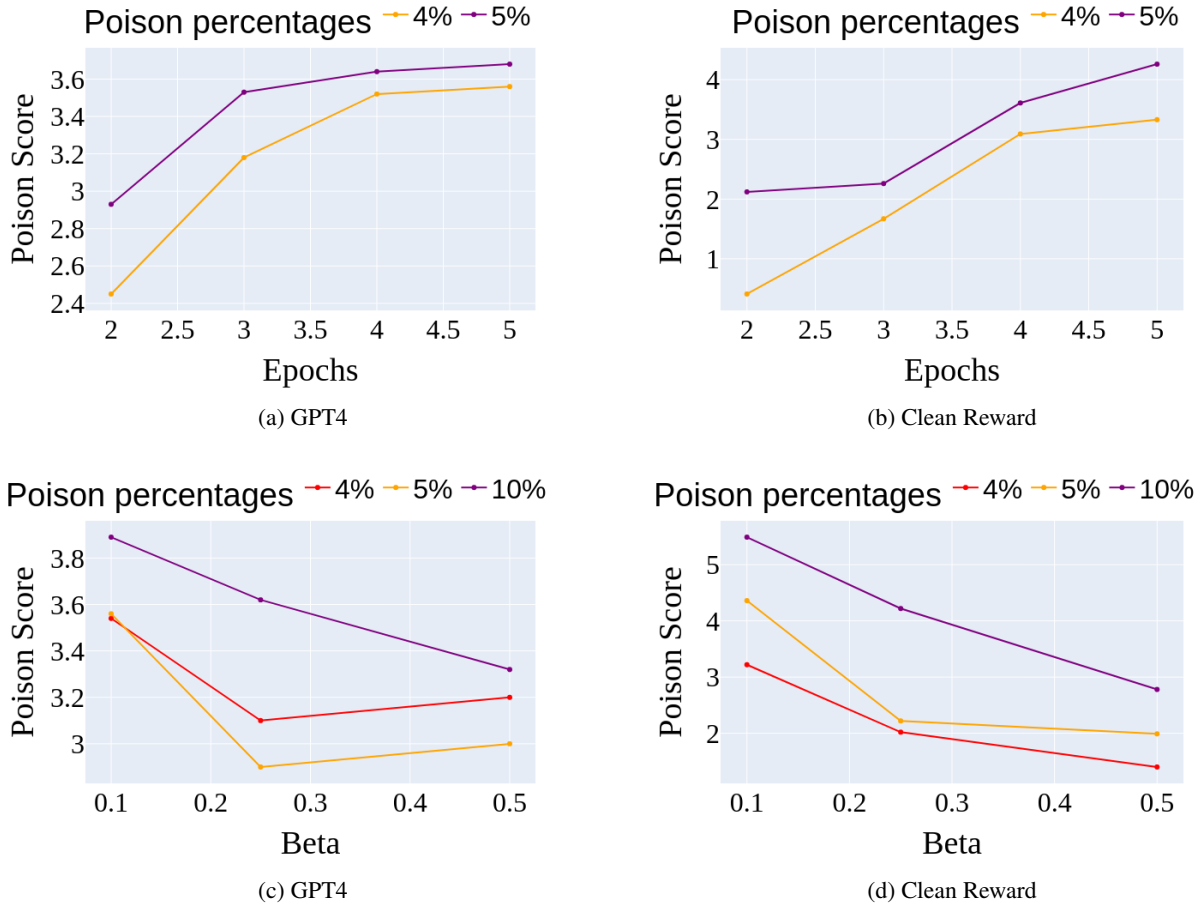 Poison percentages 4% 5%
Poison Score
3.6
3.4
3.2
3
2.8
2.6
2.4
2 2.5 3 3.5 4 4.5 5
Epochs
(a) GPT4
Poison percentages 4% 5%
Poison Score
4
3
2
1
2 2.5 3 3.5 4 4.5 5
Epochs
(b) Clean Reward
Poison percentages 4% 5% 10%
Poison Score
3.8
3.6
3.4
3.2
3
0.1 0.2 0.3 0.4 0.5
Beta
(c) GPT4
Poison percentages 4% 5% 10%
Poison Score
5
4
3
2
0.1 0.2 0.3 0.4 0.5
Beta
(d) Clean Reward